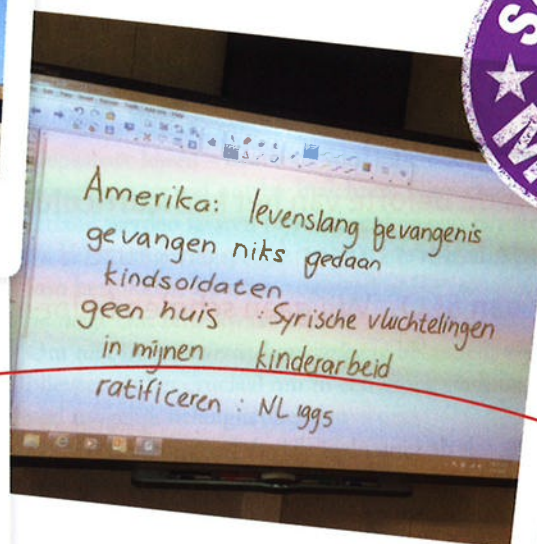 Amerika: levenslang gevangenis
gevangen niks gedaan
kindsoldaten
geen huis : Syrische vluchtelingen
in mijnen kinderarbeid
ratificeren : NL 1995